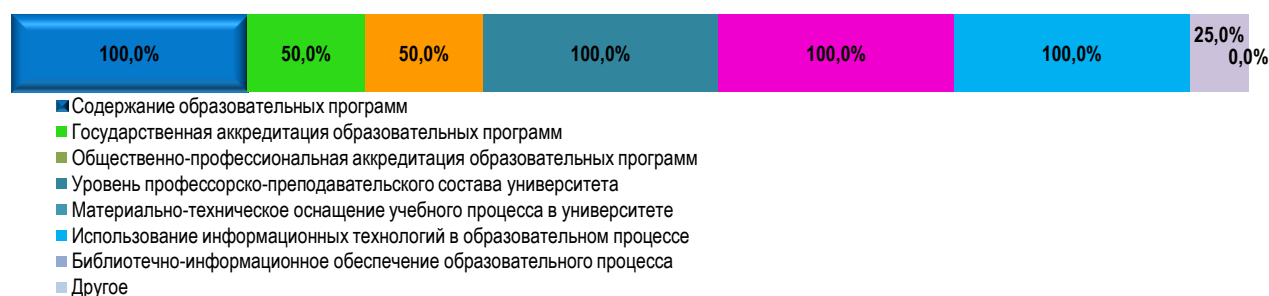 100,0% 50,0% 50,0% 100,0% 100,0% 100,0% 25,0%
0,0%
Содержание образовательных программ
Государственная аккредитация образовательных программ
Общественно-профессиональная аккредитация образовательных программ
Уровень профессорско-преподавательского состава университета
Материально-техническое оснащение учебного процесса в университете
Использование информационных технологий в образовательном процессе
Библиотечно-информационное обеспечение образовательного процесса
Другое